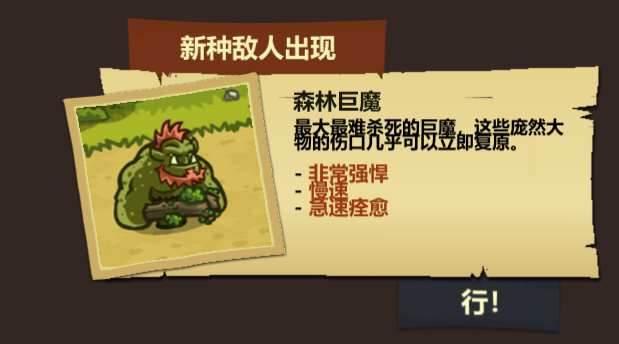 新种敌人出现
森林巨魔
最大最难杀死的巨魔，这些庞然大
物的伤口几乎可以立即复原。
- 非常强悍
- 慢速
- 急速痊愈
行！